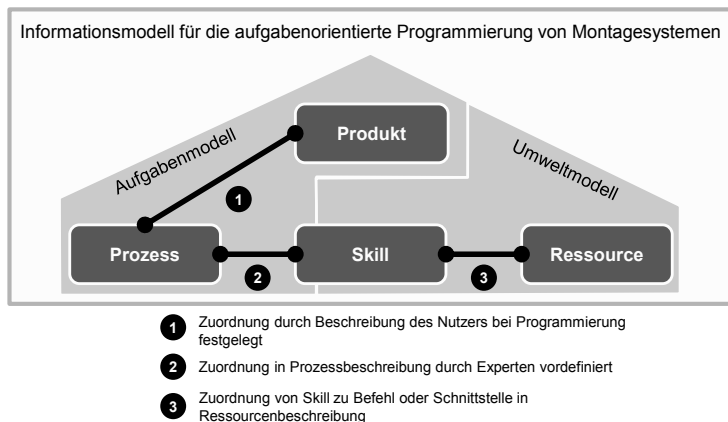 Informationsmodell für die aufgabenorientierte Programmierung von Montagesystemen
Aufgabenmodell
Produkt
Umweltmodell
1
Prozess
Skill
Ressource
2
3
1 Zuordnung durch Beschreibung des Nutzers bei Programmierung
festgelegt
2 Zuordnung in Prozessbeschreibung durch Experten vordefiniert
3 Zuordnung von Skill zu Befehl oder Schnittstelle in
Ressourcenbeschreibung